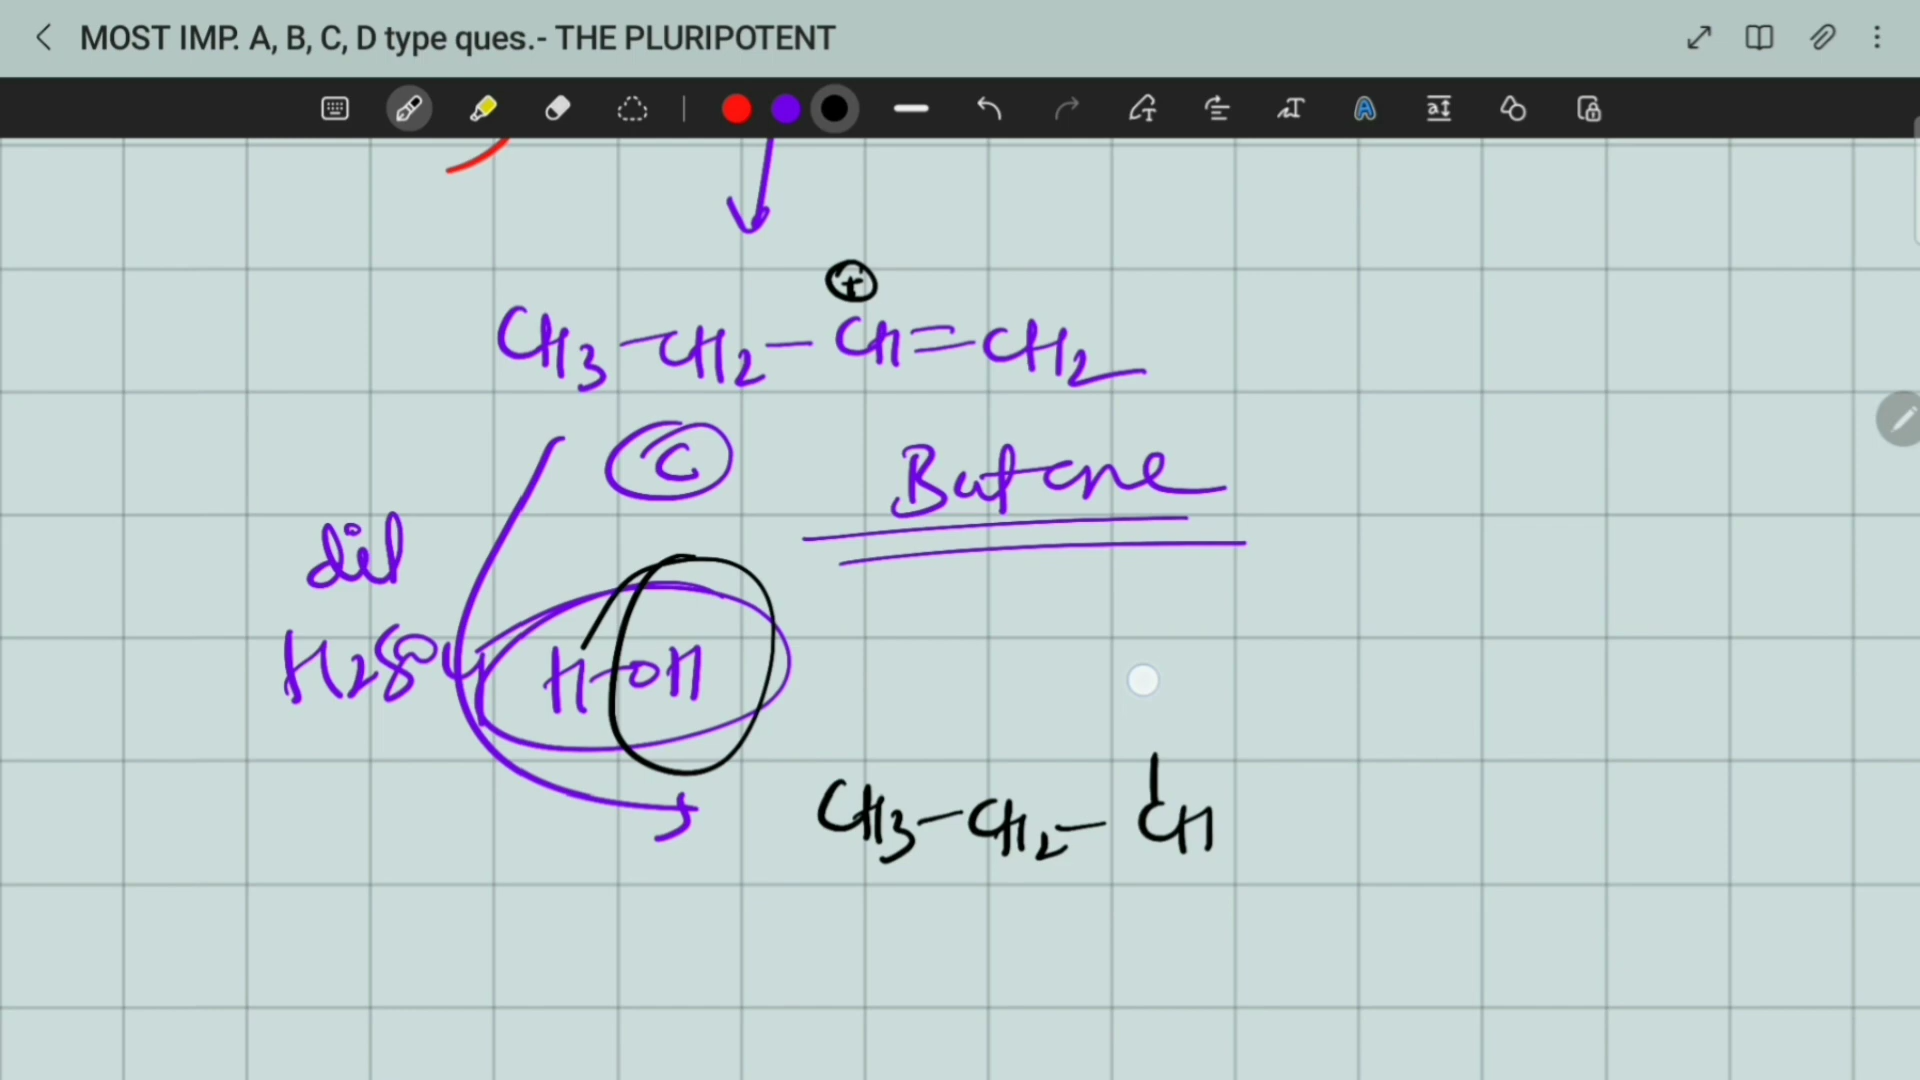 MOST IMP. A, B, C, D type ques.- THE PLURIPOTENT
+
CH3-CH2-CH=CH2
C
Butene
dil
H2SO4
H-OH
CH3-CH2-CH